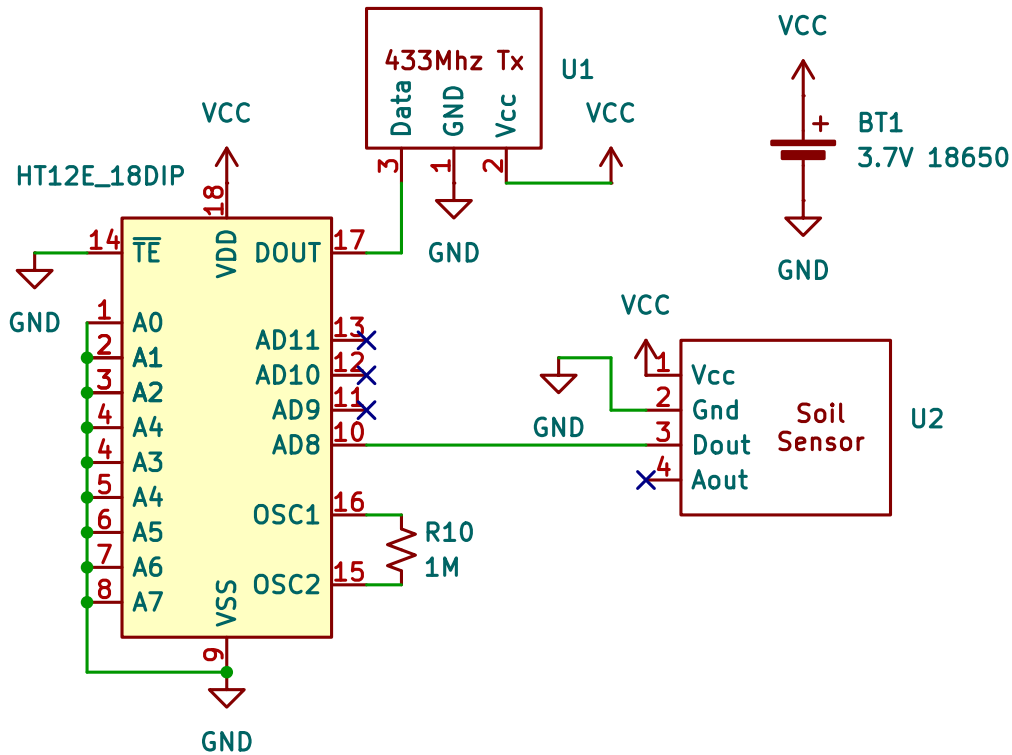 433Mhz Tx
U1
Data
GND
Vcc
3
1
2
VCC
VCC
GND
VCC
+
BT1
3.7V 18650
GND
HT12E_18DIP
18
VDD
14
TE
GND
DOUT
17
1
A0
2
A1
3
A2
4
A4
4
A3
5
A4
6
A5
7
A6
8
A7
AD11
13
AD10
12
AD9
11
AD8
10
OSC1
16
OSC2
15
R10
1M
VSS
9
GND
VCC
GND
1
Vcc
2
Gnd
3
Dout
4
Aout
Soil
Sensor
U2